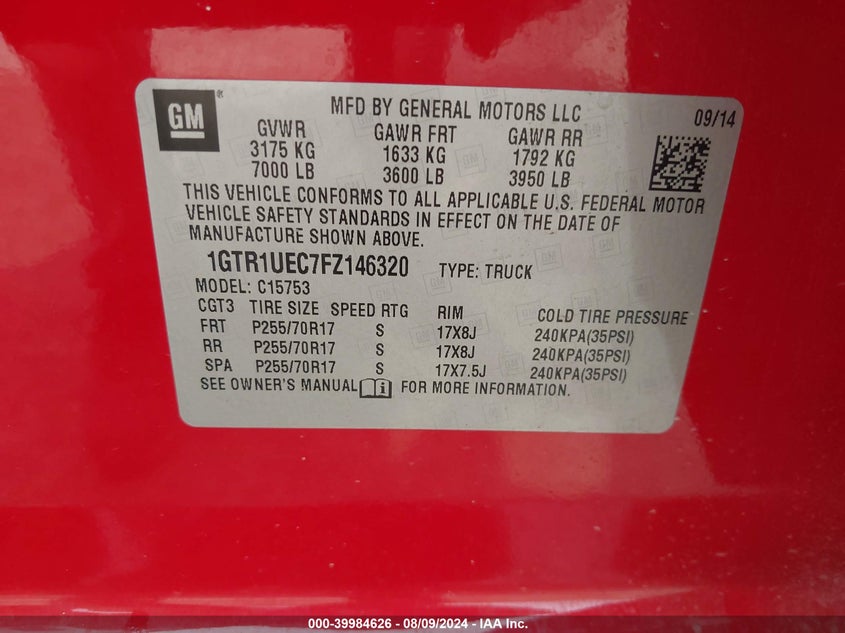 GM®
MFD BY GENERAL MOTORS LLC 09/14
GVWR GAWR FRT GAWR RR
3175 KG 1633 KG 1792 KG
7000 LB 3600 LB 3950 LB
THIS VEHICLE CONFORMS TO ALL APPLICABLE U.S. FEDERAL MOTOR
VEHICLE SAFETY STANDARDS IN EFFECT ON THE DATE OF
MANUFACTURE SHOWN ABOVE.
1GTR1UEC7FZ146320 TYPE: TRUCK
MODEL: C15753
CGT3 TIRE SIZE SPEED RTG RIM COLD TIRE PRESSURE
FRT P255/70R17 S 17X8J 240KPA(35PSI)
RR P255/70R17 S 17X8J 240KPA(35PSI)
SPA P255/70R17 S 17X7.5J 240KPA(35PSI)
SEE OWNER'S MANUAL i FOR MORE INFORMATION.
000-39984626 - 08/09/2024 - IAA Inc.